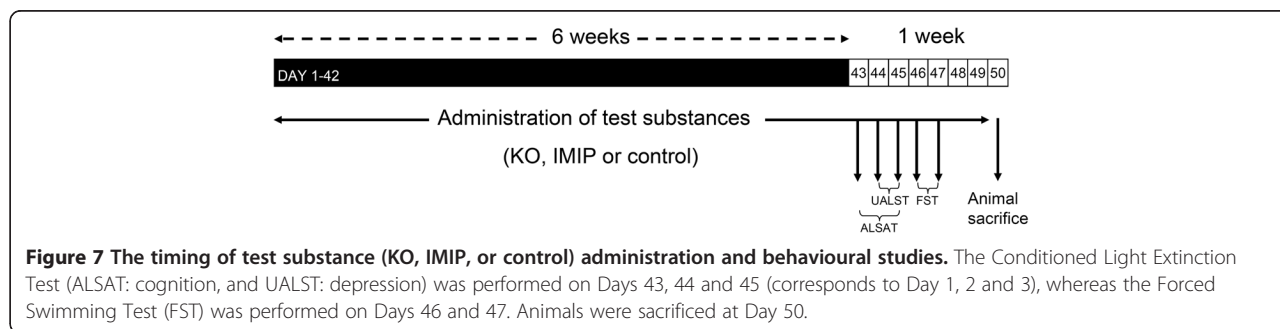 6 weeks 1 week
DAY 1-42 43 44 45 46 47 48 49 50
Administration of test substances
(KO, IMIP or control)
UALST FST Animal
sacrifice
ALSAT
Figure 7 The timing of test substance (KO, IMIP, or control) administration and behavioural studies. The Conditioned Light Extinction
Test (ALSAT: cognition, and UALST: depression) was performed on Days 43, 44 and 45 (corresponds to Day 1, 2 and 3), whereas the Forced
Swimming Test (FST) was performed on Days 46 and 47. Animals were sacrificed at Day 50.